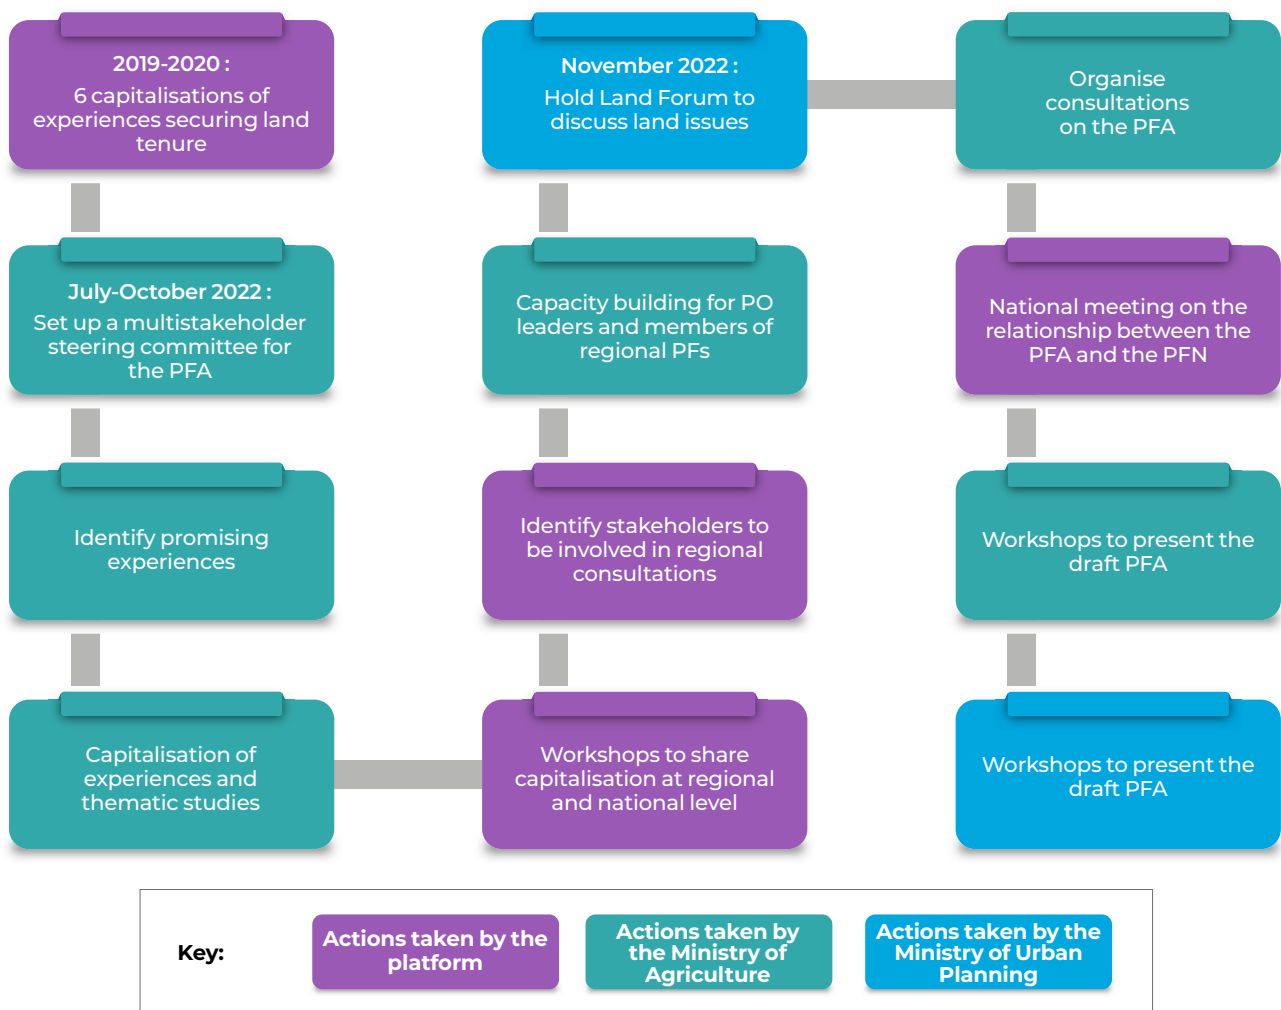 2019-2020 :
6 capitalisations of
experiences securing land
tenure
July-October 2022 :
Set up a multistakeholder
steering committee for
the PFA
Identify promising
experiences
Capitalisation of
experiences and
thematic studies
Workshops to share
capitalisation at regional
and national level
Identify stakeholders to
be involved in regional
consultations
Capacity building for PO
leaders and members of
regional PFs
November 2022 :
Hold Land Forum to
discuss land issues
Organise
consultations
on the PFA
National meeting on the
relationship between the
PFA and the PFN
Workshops to present the
draft PFA
Workshops to present the
draft PFA
Key:
Actions taken by the
platform
Actions taken by
the Ministry of
Agriculture
Actions taken by the
Ministry of Urban
Planning